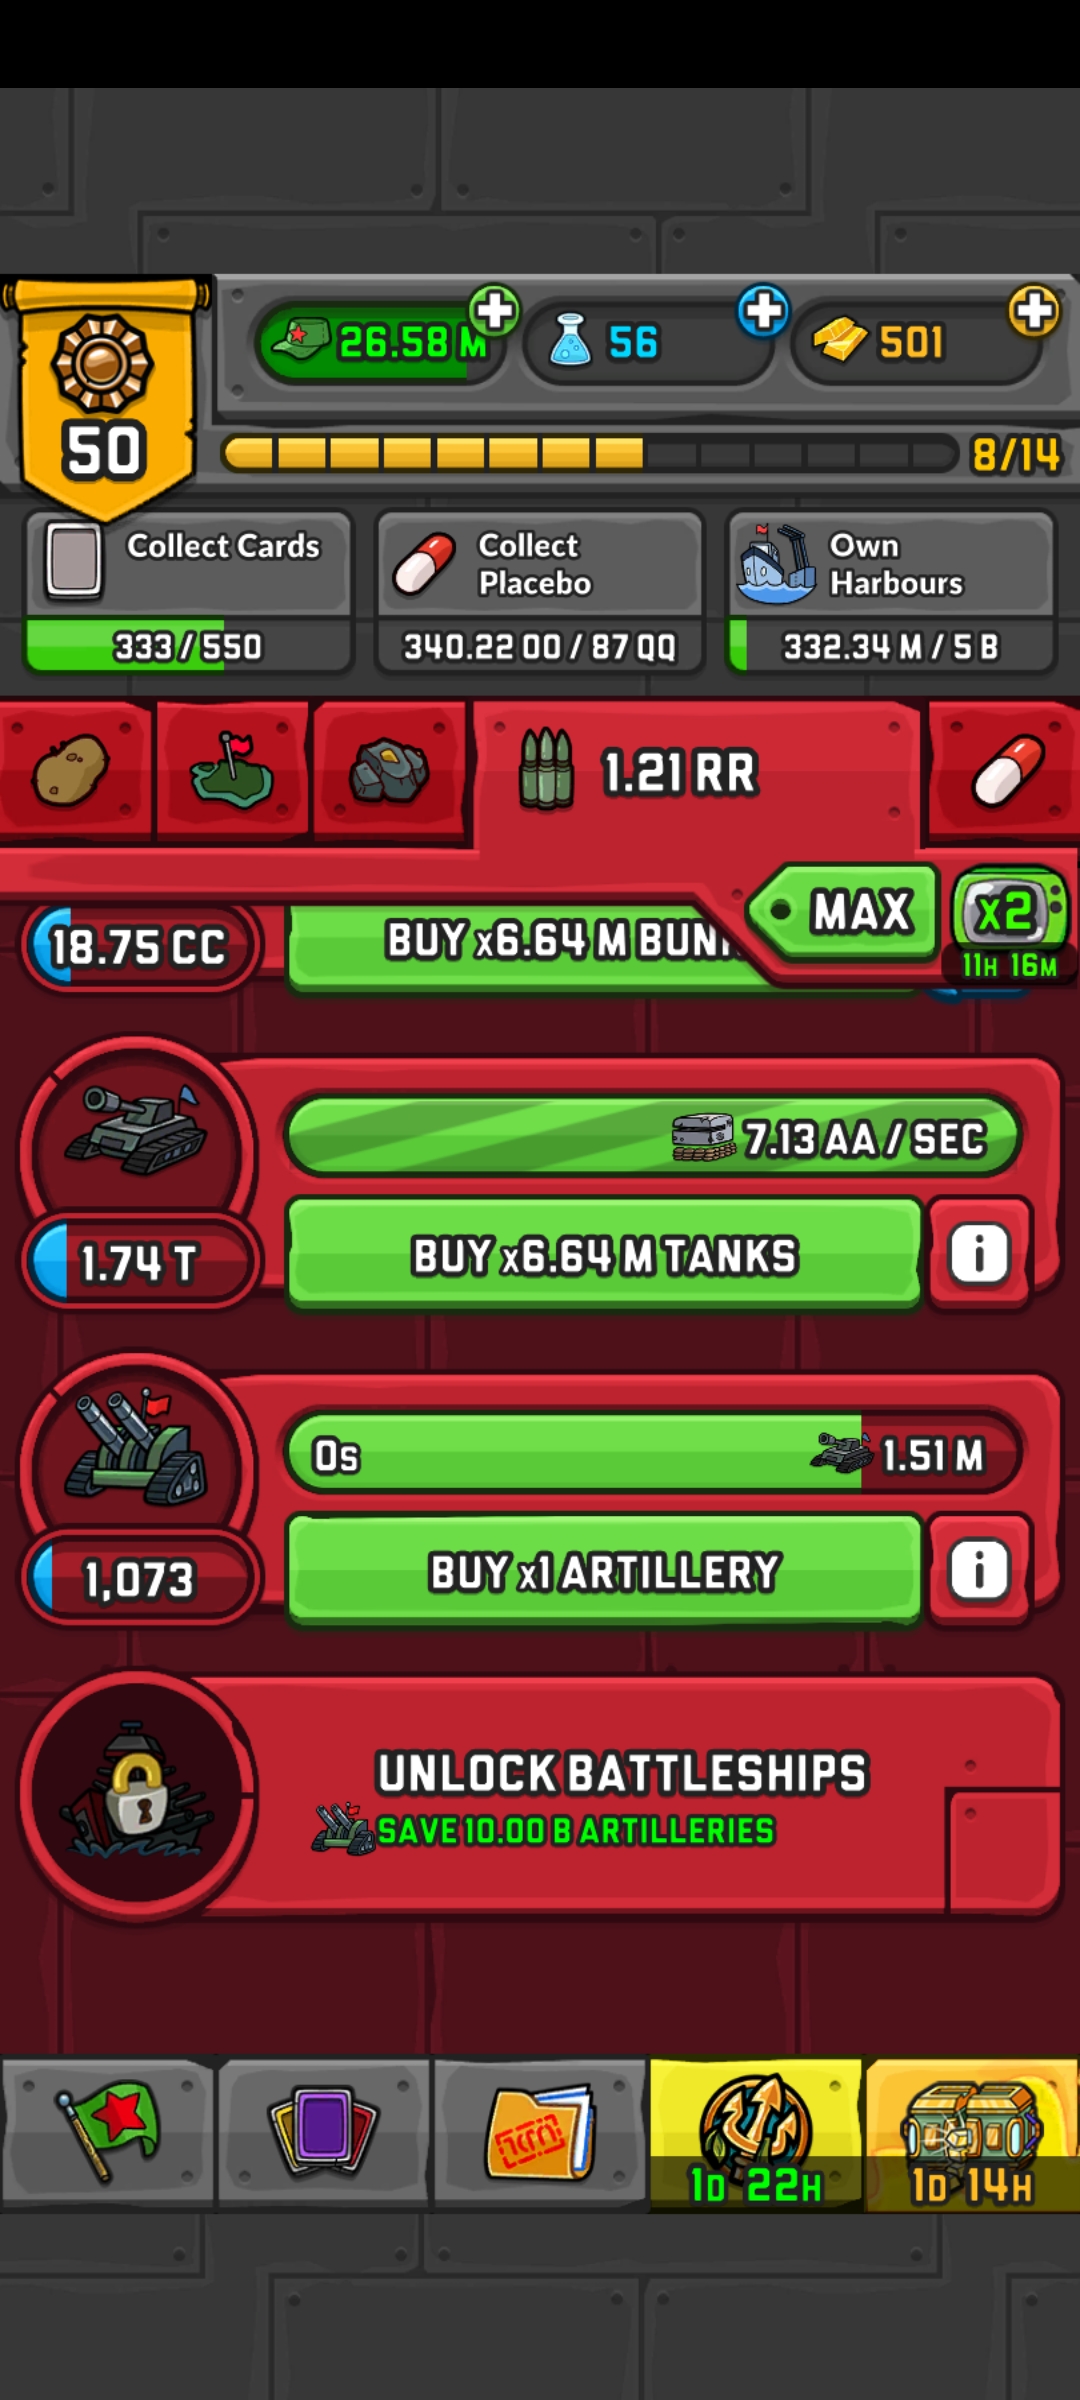 26.58 M
56
501
50
8/14
Collect Cards
333 / 550
Collect
Placebo
340.22 OO / 87 QQ
Own
Harbours
332.34 M / 5 B
1.21 RR
MAX
x2
11H 16M
18.75 CC
BUY x6.64 M
7.13 AA / SEC
1.74 T
BUY x6.64 M TANKS
i
0s
1.51 M
1,073
BUY x1 ARTILLERY
i
UNLOCK BATTLESHIPS
SAVE 10.00 B ARTILLERIES
1D 22H
1D 14H